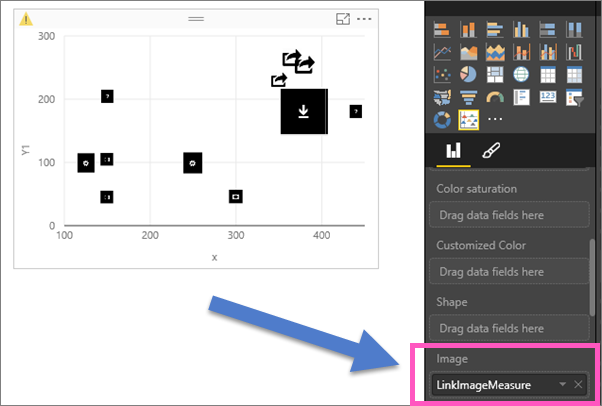 300
200
100
0
Y1
100
200
300
400
x
Color saturation
Drag data fields here
Customized Color
Drag data fields here
Shape
Drag data fields here
Image
LinkImageMeasure